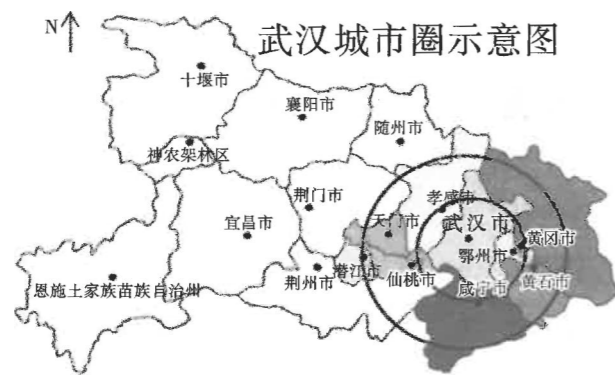 N
武汉城市圈示意图
十堰市
襄阳市
随州市
神农架林区
荆门市
孝感市
宜昌市
天门市
武汉市
黄冈市
鄂州市
恩施土家族苗族自治州
荆州市
潜江市
仙桃市
咸宁市
黄石市